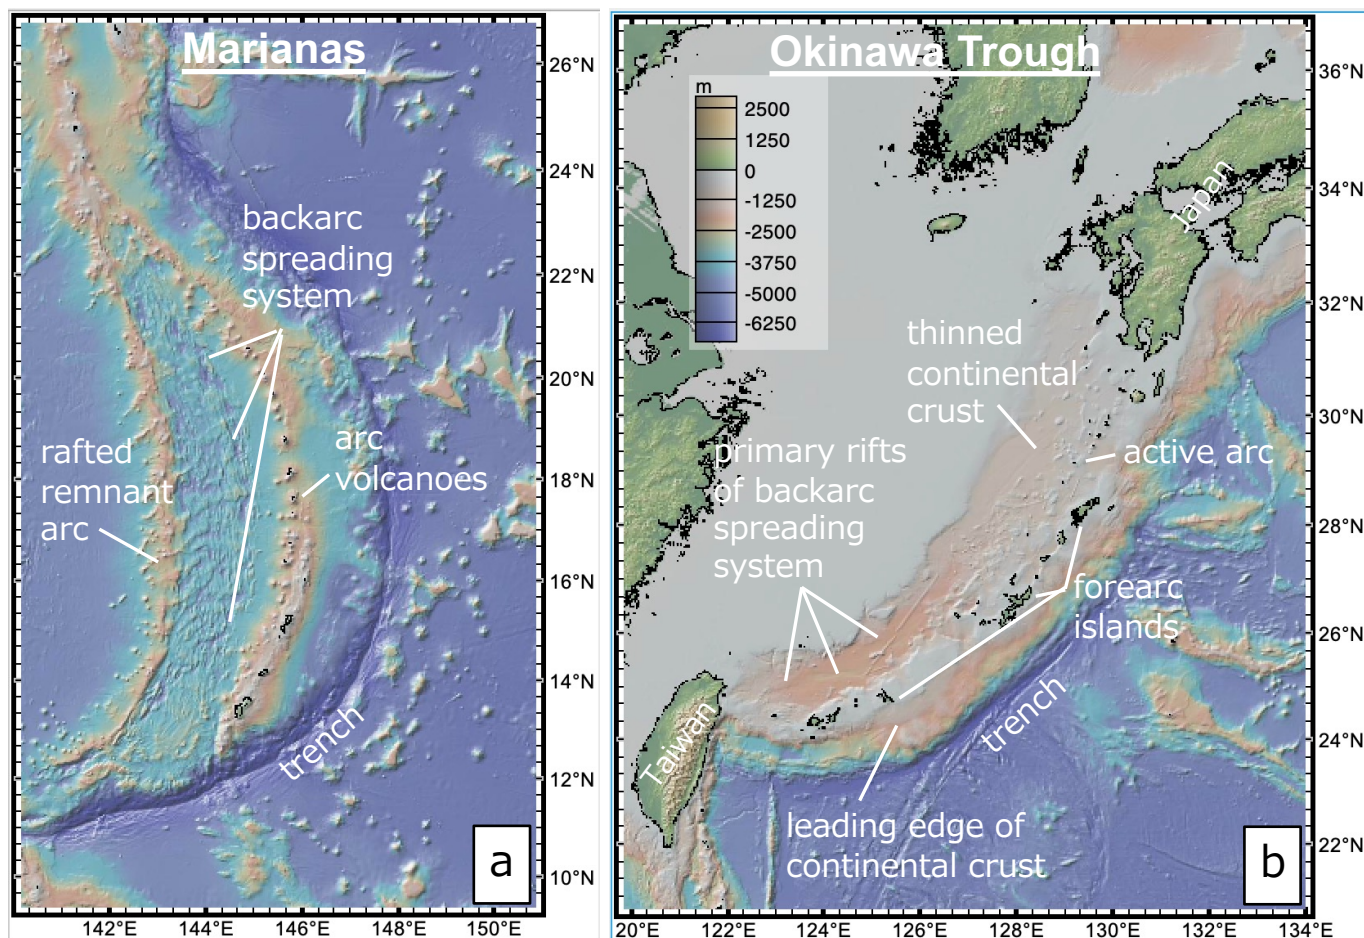 Marianas
26°N
24°N
22°N
20°N
18°N
16°N
14°N
12°N
10°N
142°E
144°E
146°E
148°E
150°E
backarc
spreading
system
rafted
remnant
arc
arc
volcanoes
trench
a
Okinawa Trough
m
2500
1250
0
-1250
-2500
-3750
-5000
-6250
36°N
34°N
32°N
30°N
28°N
26°N
24°N
22°N
20°E
122°E
124°E
126°E
128°E
130°E
132°E
134°E
Japan
thinned
continental
crust
primary rifts
of backarc
spreading
system
active arc
forearc
islands
Taiwan
trench
leading edge of
continental crust
b